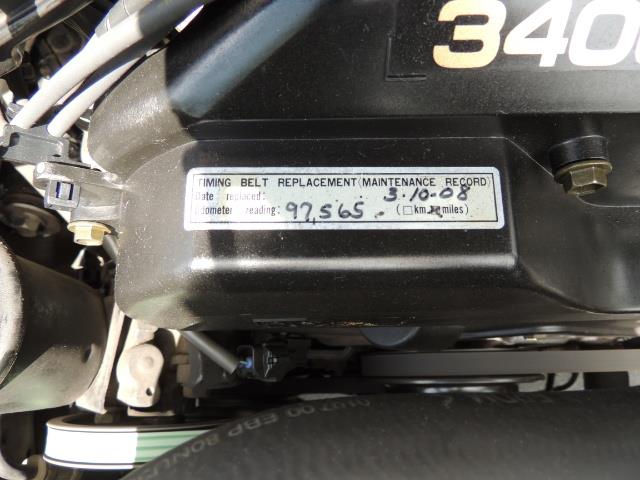 340
TIMING BELT REPLACEMENT(MAINTENANCE RECORD)
Date replaced: 3-10-08
Odometer reading: 97,565 (□km, miles)